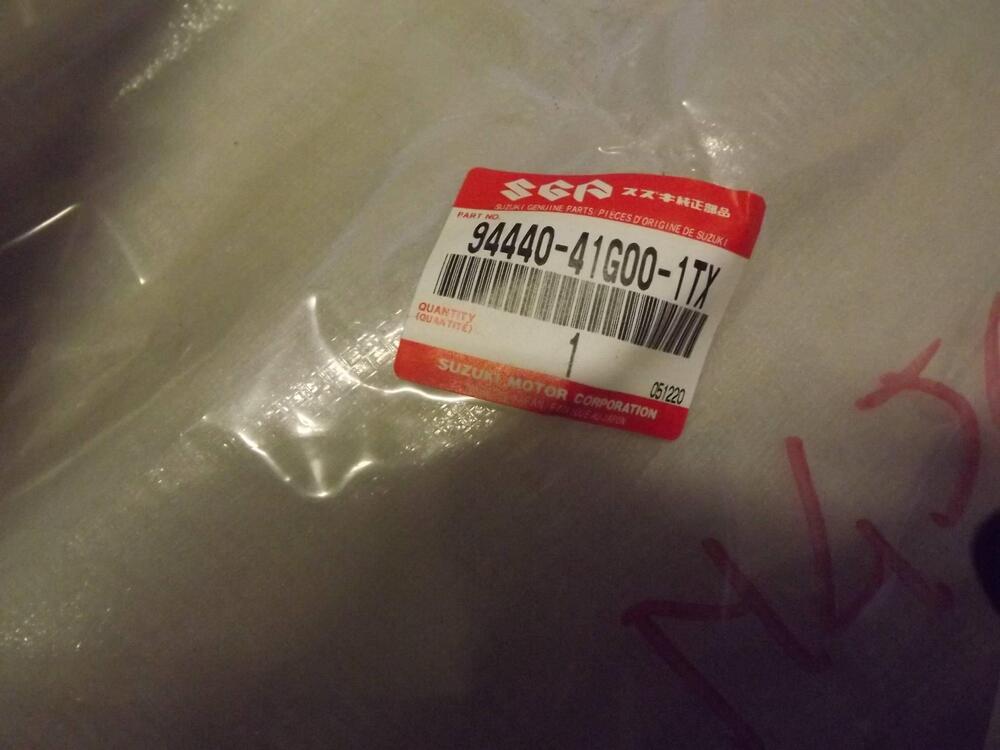 SGP スズキ純正部品
SUZUKI GENUINE PARTS. PIÈCES D'ORIGINE DE SUZUKI
PART NO.
94440-41G00-1TX
QUANTITY
(QUANTITÉ)
1
051220
SUZUKI MOTOR CORPORATION